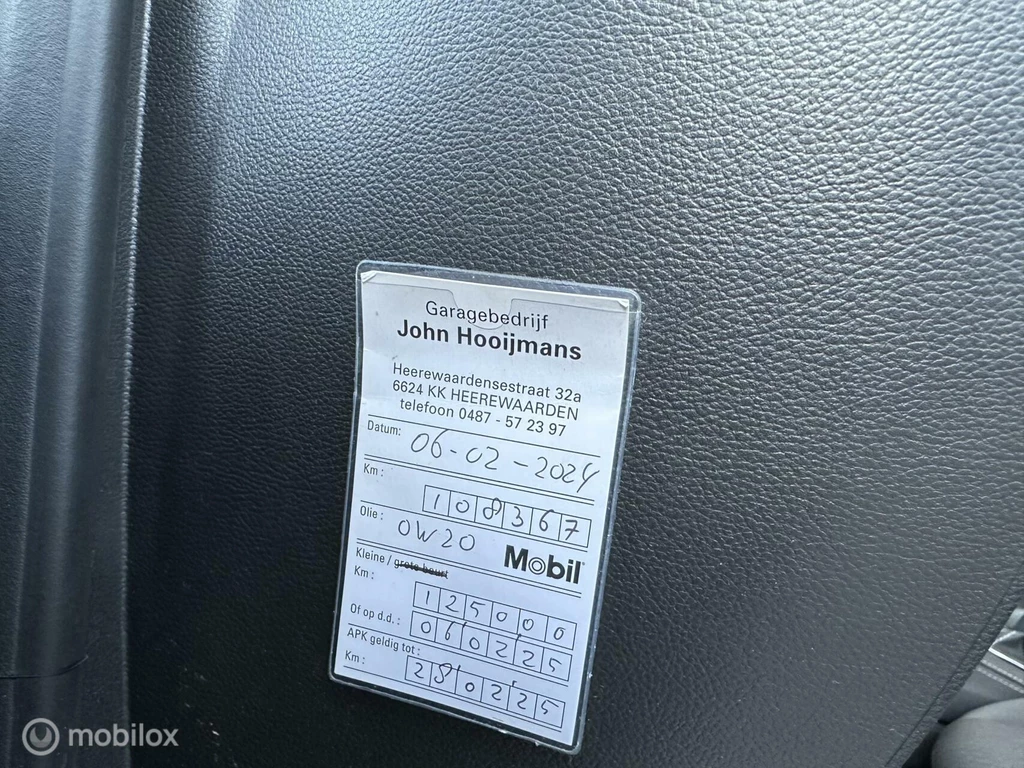 Garagebedrijf
John Hooijmans
Heerewaardensestraat 32a
6624 KK HEEREWAARDEN
telefoon 0487 - 57 23 97
Datum: 06-02-2024
Km: 108367
Olie: 0W20 Mobil
Kleine / grote beurt
Km: 125000
Of op d.d.: 060225
APK geldig tot:
Km: 280225
mobilox